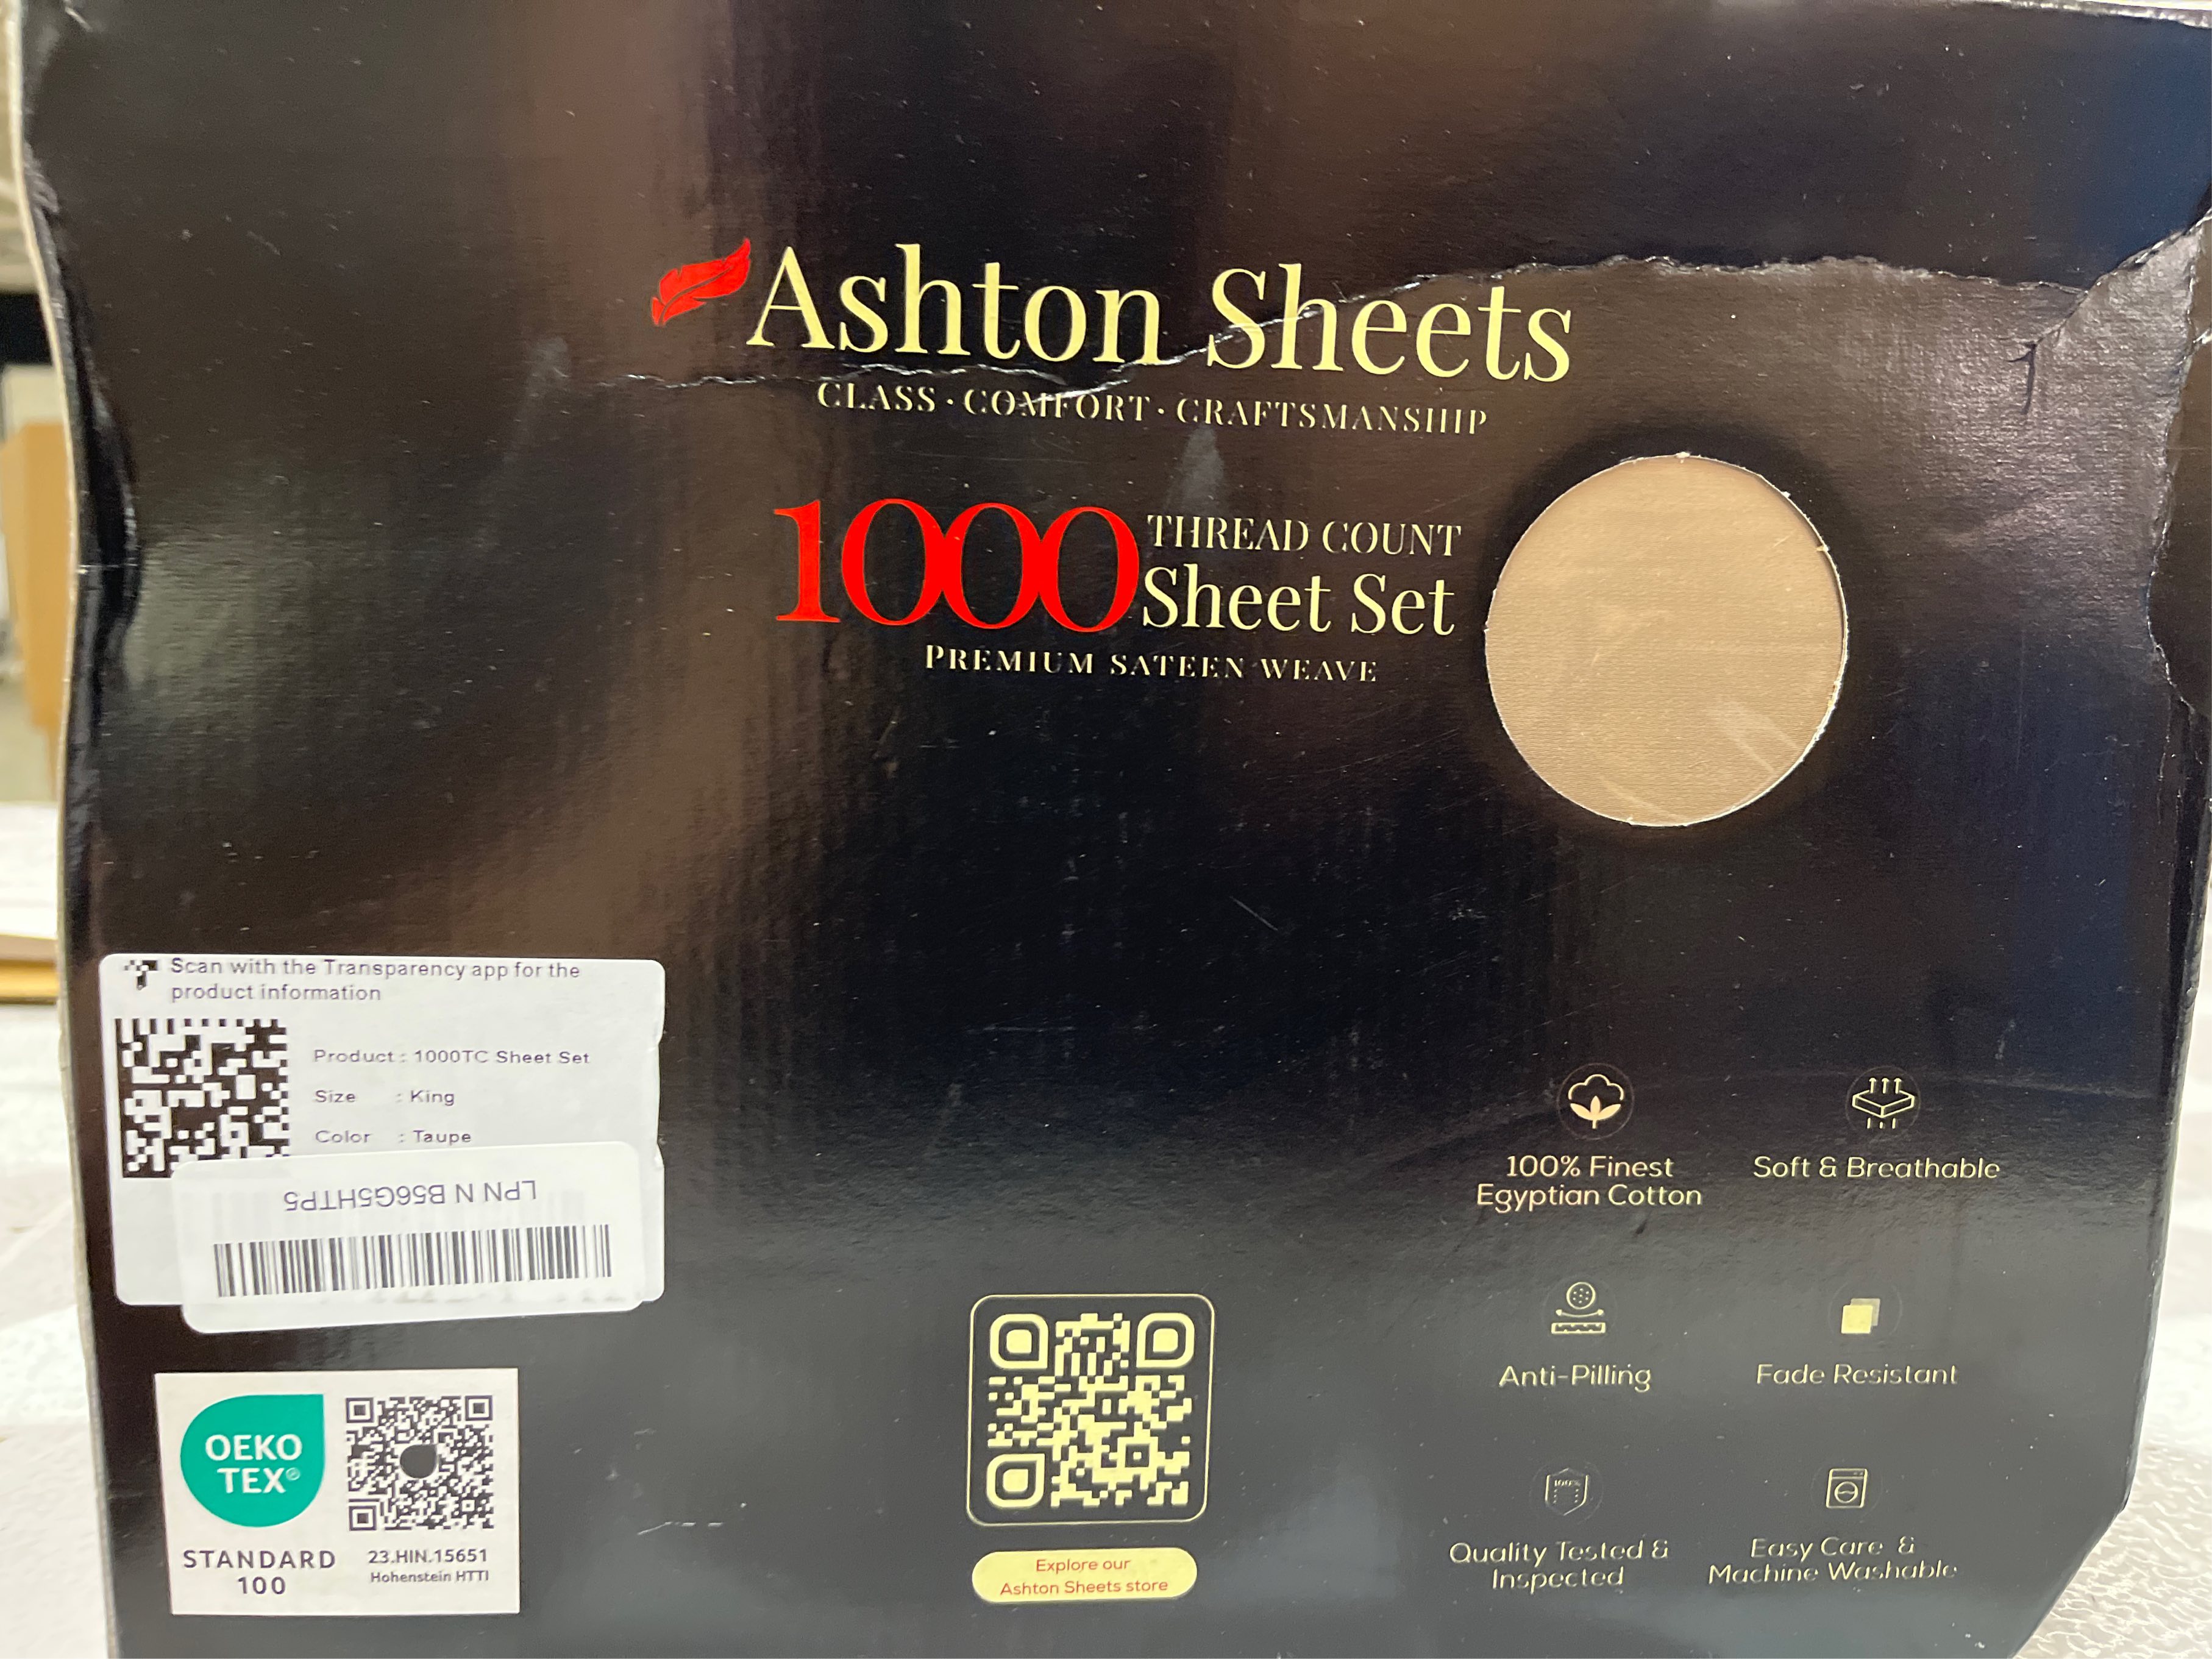 Ashton Sheets
CLASS · COMFORT · CRAFTSMANSHIP
1000 THREAD COUNT
Sheet Set
PREMIUM SATEEN WEAVE
Scan with the Transparency app for the
product information
Product : 1000TC Sheet Set
Size : King
Color : Taupe
LPN N B56G5HTP5
100% Finest
Egyptian Cotton
Soft & Breathable
Anti-Pilling
Fade Resistant
100%
Quality Tested &
Inspected
Easy Care &
Machine Washable
OEKO
TEX®
STANDARD
100
23.HIN.15651
Hohenstein HTTI
Explore our
Ashton Sheets store